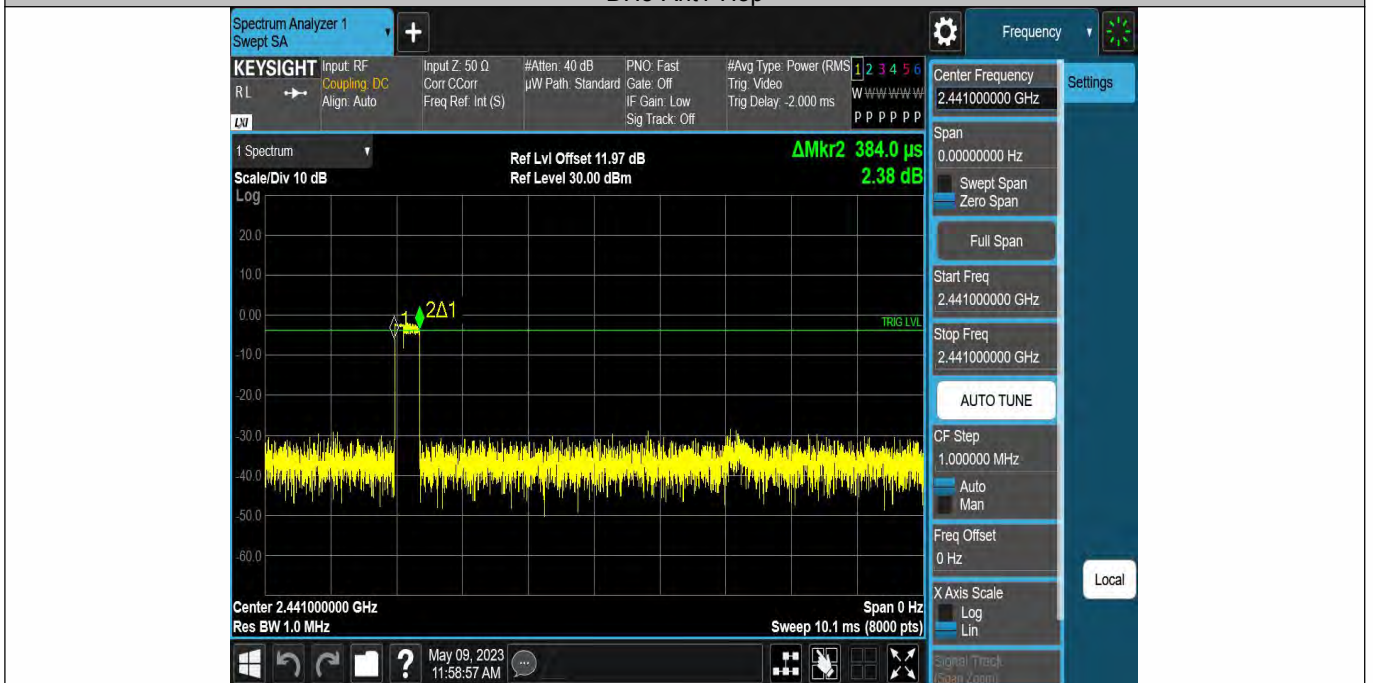 Spectrum Analyzer 1
Swept SA
+
Frequency
KEYSIGHT
R L
LXI
Input: RF
Coupling: DC
Align: Auto
Input Z: 50 Ω
Corr CCorr
Freq Ref: Int (S)
#Atten: 40 dB
µW Path: Standard
PNO: Fast
Gate: Off
IF Gain: Low
Sig Track: Off
#Avg Type: Power (RMS
Trig: Video
Trig Delay: -2.000 ms
1 2 3 4 5 6
W W W W W W
P P P P P P
1 Spectrum
Scale/Div 10 dB
Log
Ref Lvl Offset 11.97 dB
Ref Level 30.00 dBm
ΔMkr2 384.0 µs
2.38 dB
20.0
10.0
0.00
-10.0
-20.0
-30.0
-40.0
-50.0
-60.0
1
2Δ1
TRIG LVL
Center 2.441000000 GHz
Res BW 1.0 MHz
Span 0 Hz
Sweep 10.1 ms (8000 pts)
?
May 09, 2023
11:58:57 AM
Center Frequency
2.441000000 GHz
Settings
Span
0.00000000 Hz
Swept Span
Zero Span
Full Span
Start Freq
2.441000000 GHz
Stop Freq
2.441000000 GHz
AUTO TUNE
CF Step
1.000000 MHz
Auto
Man
Freq Offset
0 Hz
X Axis Scale
Log
Lin
Local
Signal Track
(Span Zoom)